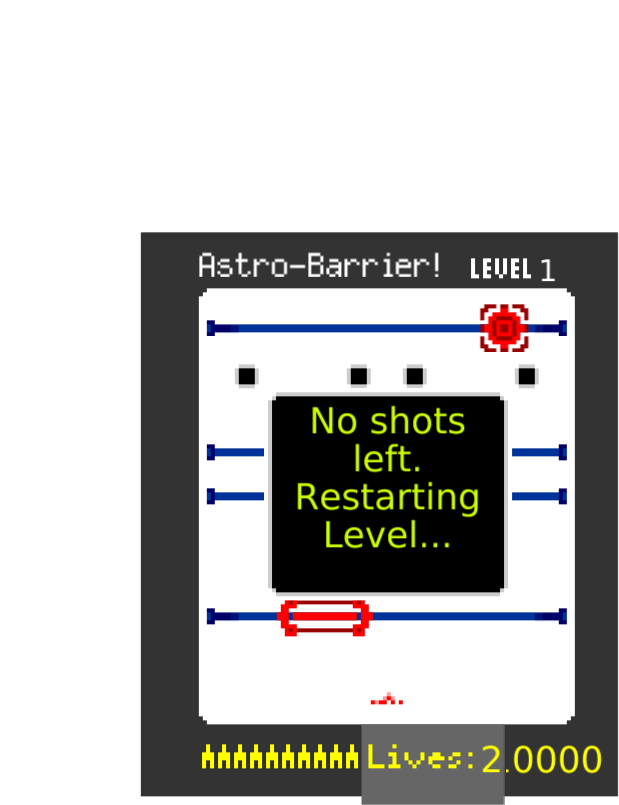 Astro-Barrier! LEVEL 1
No shots
left.
Restarting
Level...
Lives:2.0000